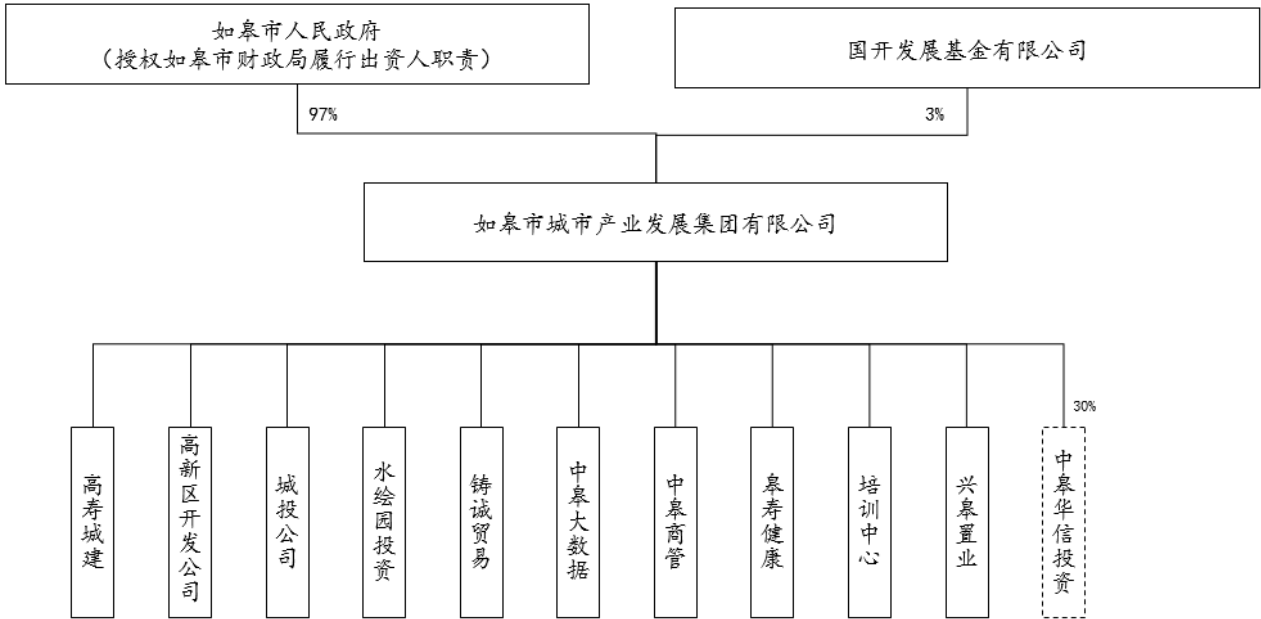 如皋市人民政府
（授权如皋市财政局履行出资人职责）
国开发展基金有限公司
97%
3%
如皋市城市产业发展集团有限公司
30%
高寿城建
高新区开发公司
城投公司
水绘园投资
铸诚贸易
中皋大数据
中皋商管
皋寿健康
培训中心
兴皋置业
中皋华信投资